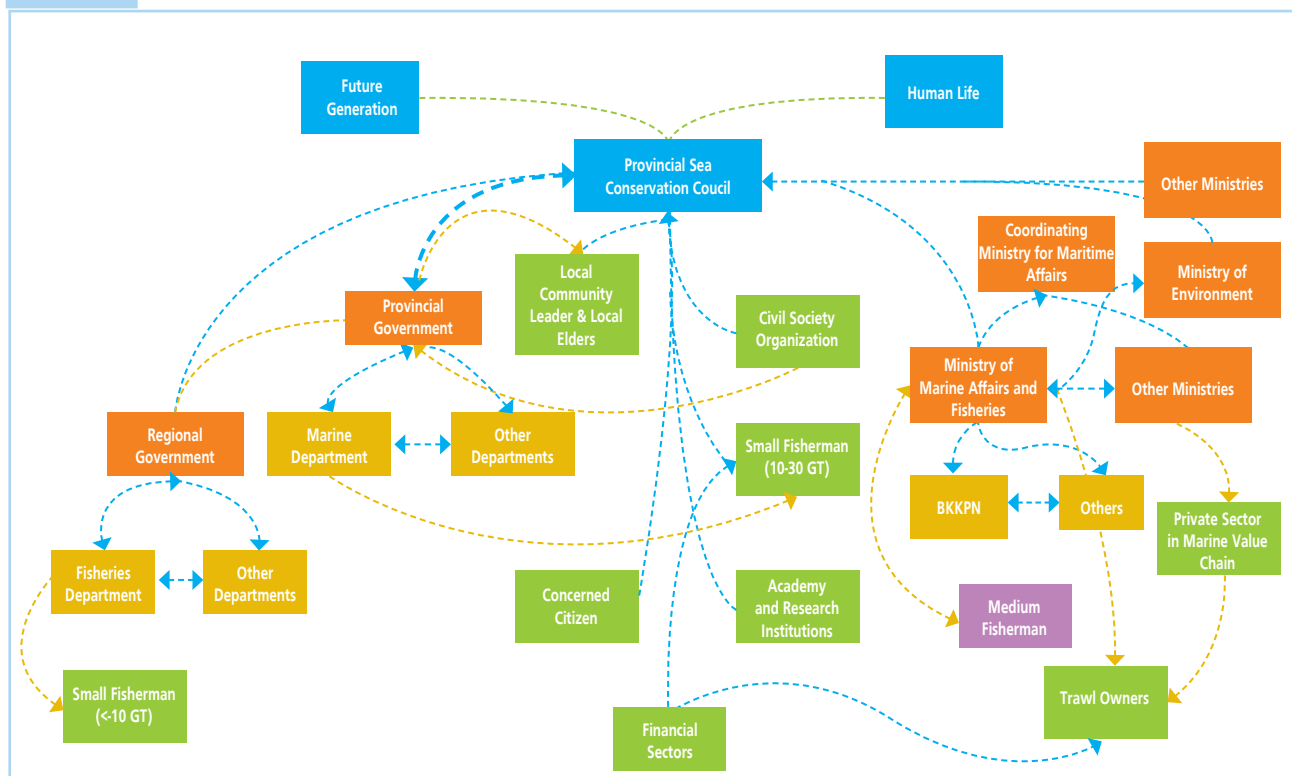 Future
Generation
Human Life
Provincial Sea
Conservation Coucil
Other Ministries
Coordinating
Ministry for Maritime
Affairs
Ministry of
Environment
Local
Community
Leader & Local
Elders
Provincial
Government
Civil Society
Organization
Ministry of
Marine Affairs and
Fisheries
Other Ministries
Regional
Government
Marine
Department
Other
Departments
Small Fisherman
(10-30 GT)
BKKPN
Others
Private Sector
in Marine Value
Chain
Fisheries
Department
Other
Departments
Concerned
Citizen
Academy
and Research
Institutions
Medium
Fisherman
Small Fisherman
(<-10 GT)
Financial
Sectors
Trawl Owners